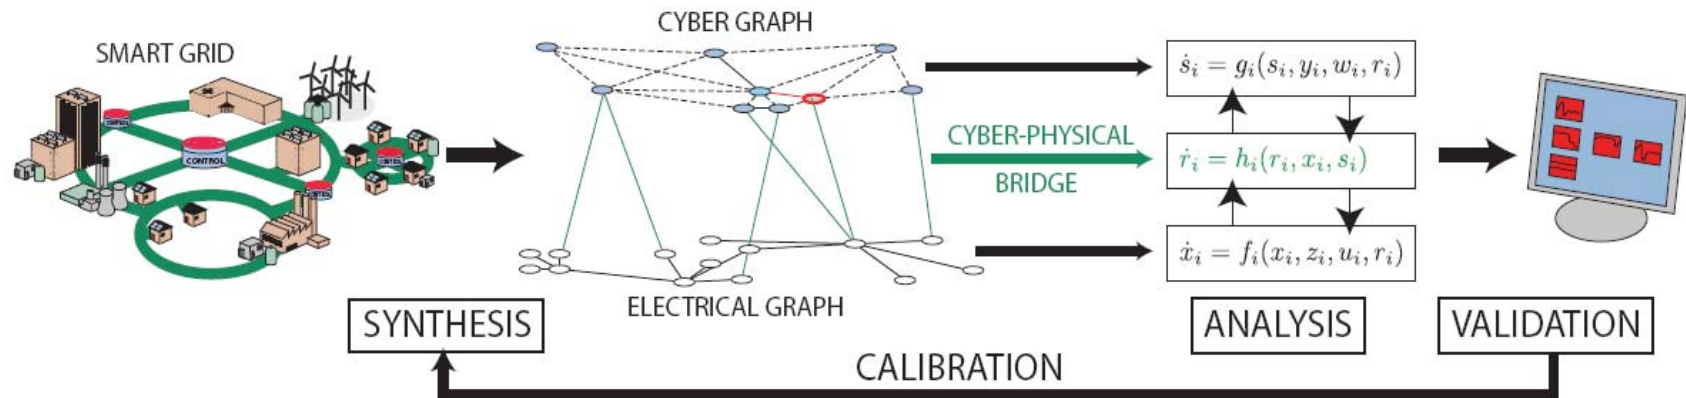 CYBER GRAPH
SMART GRID
CONTROL
CYBER-PHYSICAL
BRIDGE
ṡᵢ = gᵢ(sᵢ, yᵢ, wᵢ, rᵢ)
ṙᵢ = hᵢ(rᵢ, xᵢ, sᵢ)
ẋᵢ = fᵢ(xᵢ, zᵢ, uᵢ, rᵢ)
ELECTRICAL GRAPH
SYNTHESIS
ANALYSIS
VALIDATION
CALIBRATION